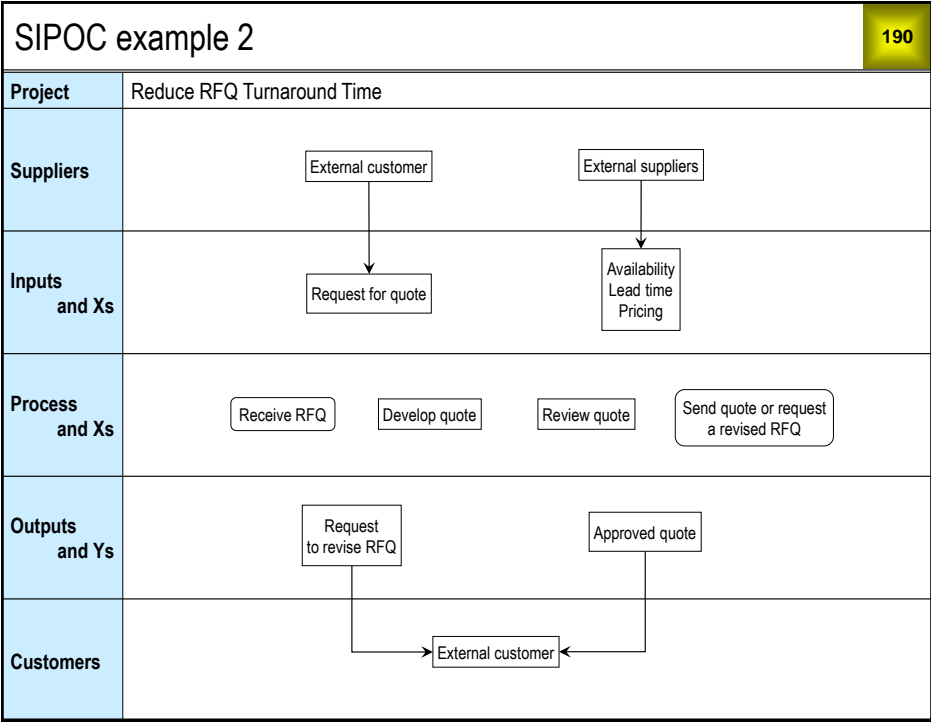 SIPOC example 2
190
Project
Reduce RFQ Turnaround Time
Suppliers
External customer
External suppliers
Inputs
and Xs
Request for quote
Availability
Lead time
Pricing
Process
and Xs
Receive RFQ
Develop quote
Review quote
Send quote or request
a revised RFQ
Outputs
and Ys
Request
to revise RFQ
Approved quote
Customers
External customer